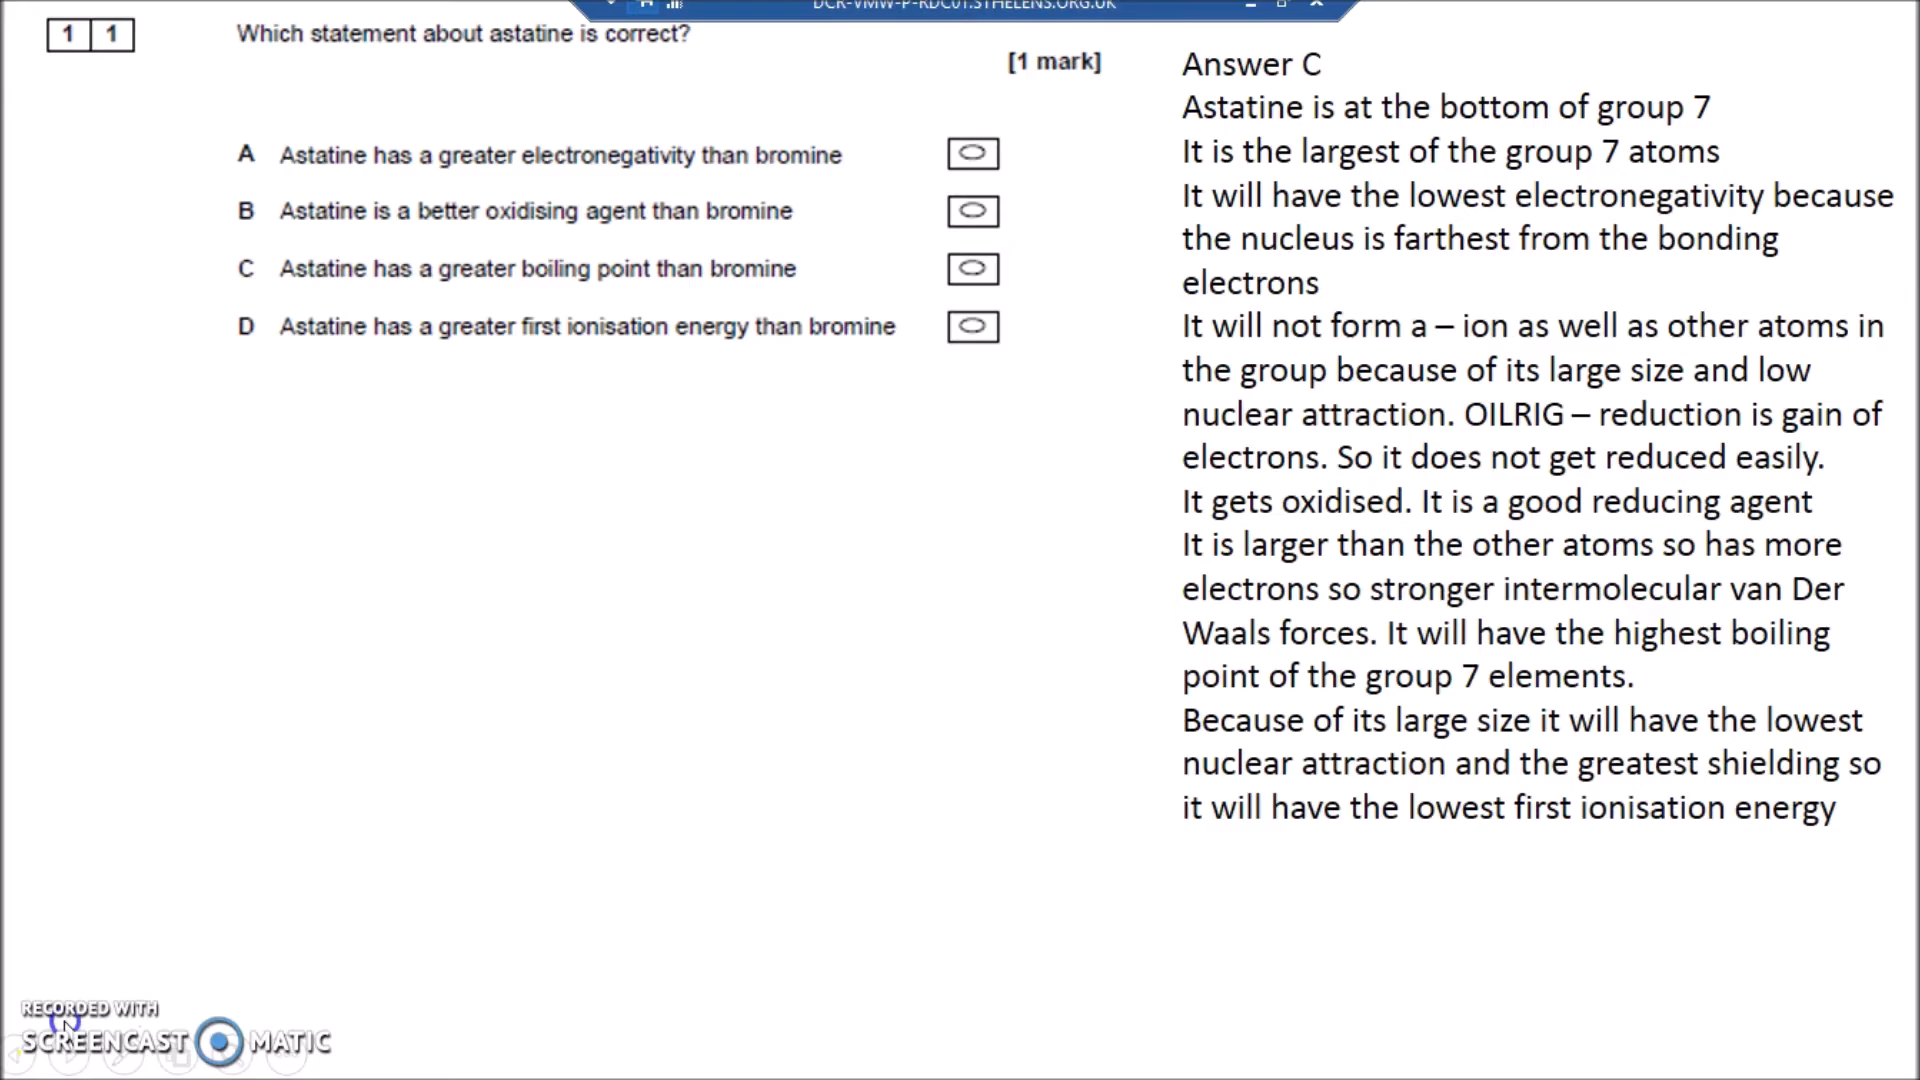 DCR-VMW-P-RDC01.STHELENS.ORG.UK
1 1 Which statement about astatine is correct?
[1 mark]
A Astatine has a greater electronegativity than bromine
B Astatine is a better oxidising agent than bromine
C Astatine has a greater boiling point than bromine
D Astatine has a greater first ionisation energy than bromine
Answer C
Astatine is at the bottom of group 7
It is the largest of the group 7 atoms
It will have the lowest electronegativity because
the nucleus is farthest from the bonding
electrons
It will not form a – ion as well as other atoms in
the group because of its large size and low
nuclear attraction. OILRIG – reduction is gain of
electrons. So it does not get reduced easily.
It gets oxidised. It is a good reducing agent
It is larger than the other atoms so has more
electrons so stronger intermolecular van Der
Waals forces. It will have the highest boiling
point of the group 7 elements.
Because of its large size it will have the lowest
nuclear attraction and the greatest shielding so
it will have the lowest first ionisation energy
RECORDED WITH
SCREENCAST MATIC